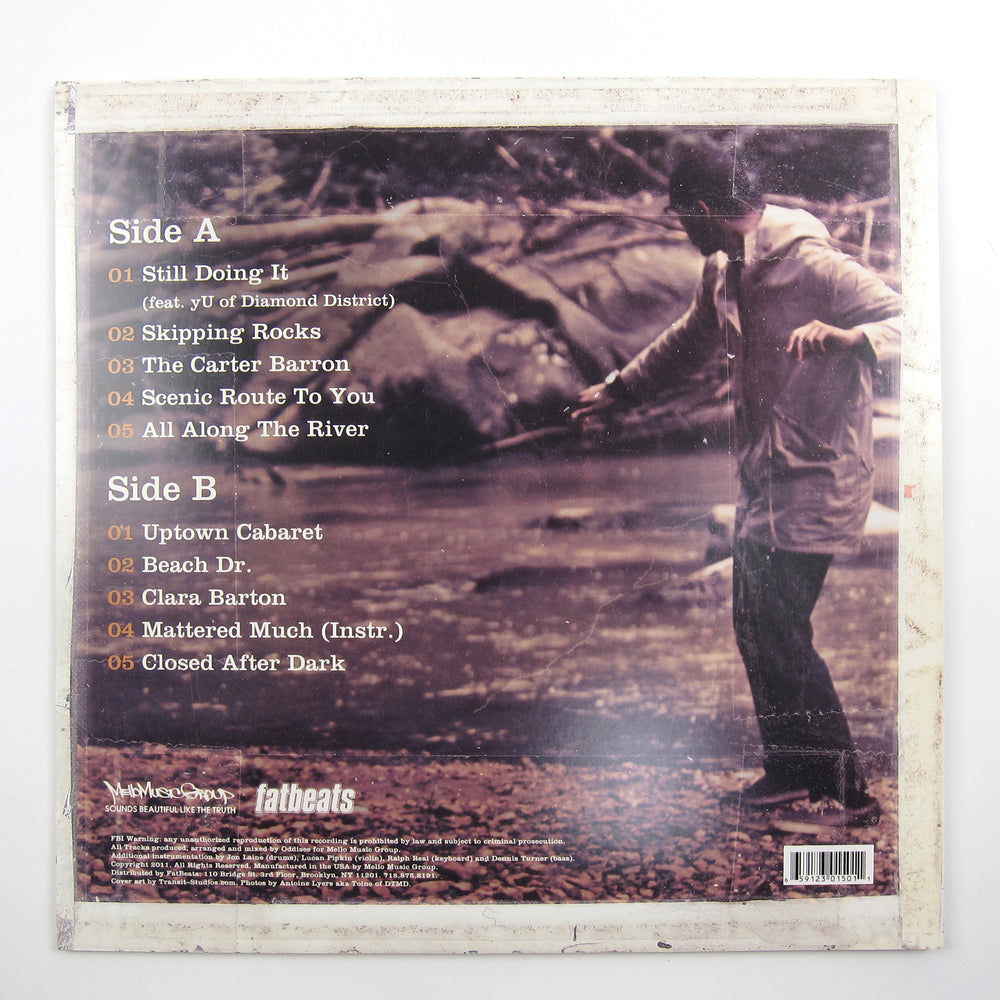 Side A
01 Still Doing It
(feat. yU of Diamond District)
02 Skipping Rocks
03 The Carter Barron
04 Scenic Route To You
05 All Along The River
Side B
01 Uptown Cabaret
02 Beach Dr.
03 Clara Barton
04 Mattered Much (Instr.)
05 Closed After Dark
MelloMusicGroup
SOUNDS BEAUTIFUL LIKE THE TRUTH
fatbeats
FBI Warning: any unauthorized reproduction of this recording is prohibited by law and subject to criminal prosecution.
All Tracks produced, arranged and mixed by Oddisee for Mello Music Group.
Additional instrumentation by Jon Laine (drums), Lucan Pipkin (violin), Ralph Real (keyboard) and Dennis Turner (bass).
Copyright 2011. All Rights Reserved. Manufactured in the USA by Mello Music Group.
Distributed by FatBeats: 110 Bridge St. 3rd Floor, Brooklyn, NY 11201. 718.875.8191.
Cover art by Transit-Studios.com. Photos by Antoine Lyers aka Toine of DTMD.
6 59123 01501 1